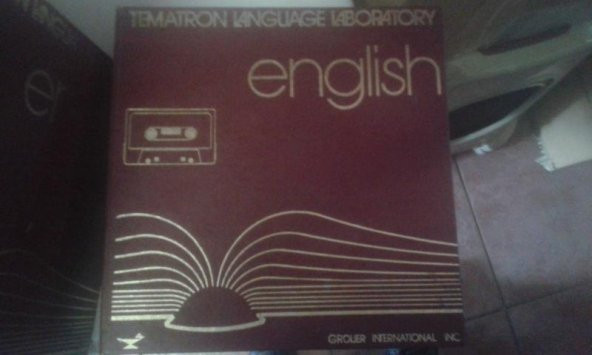 TEMATRON LANGUAGE LABORATORY
english
GROLIER INTERNATIONAL INC.